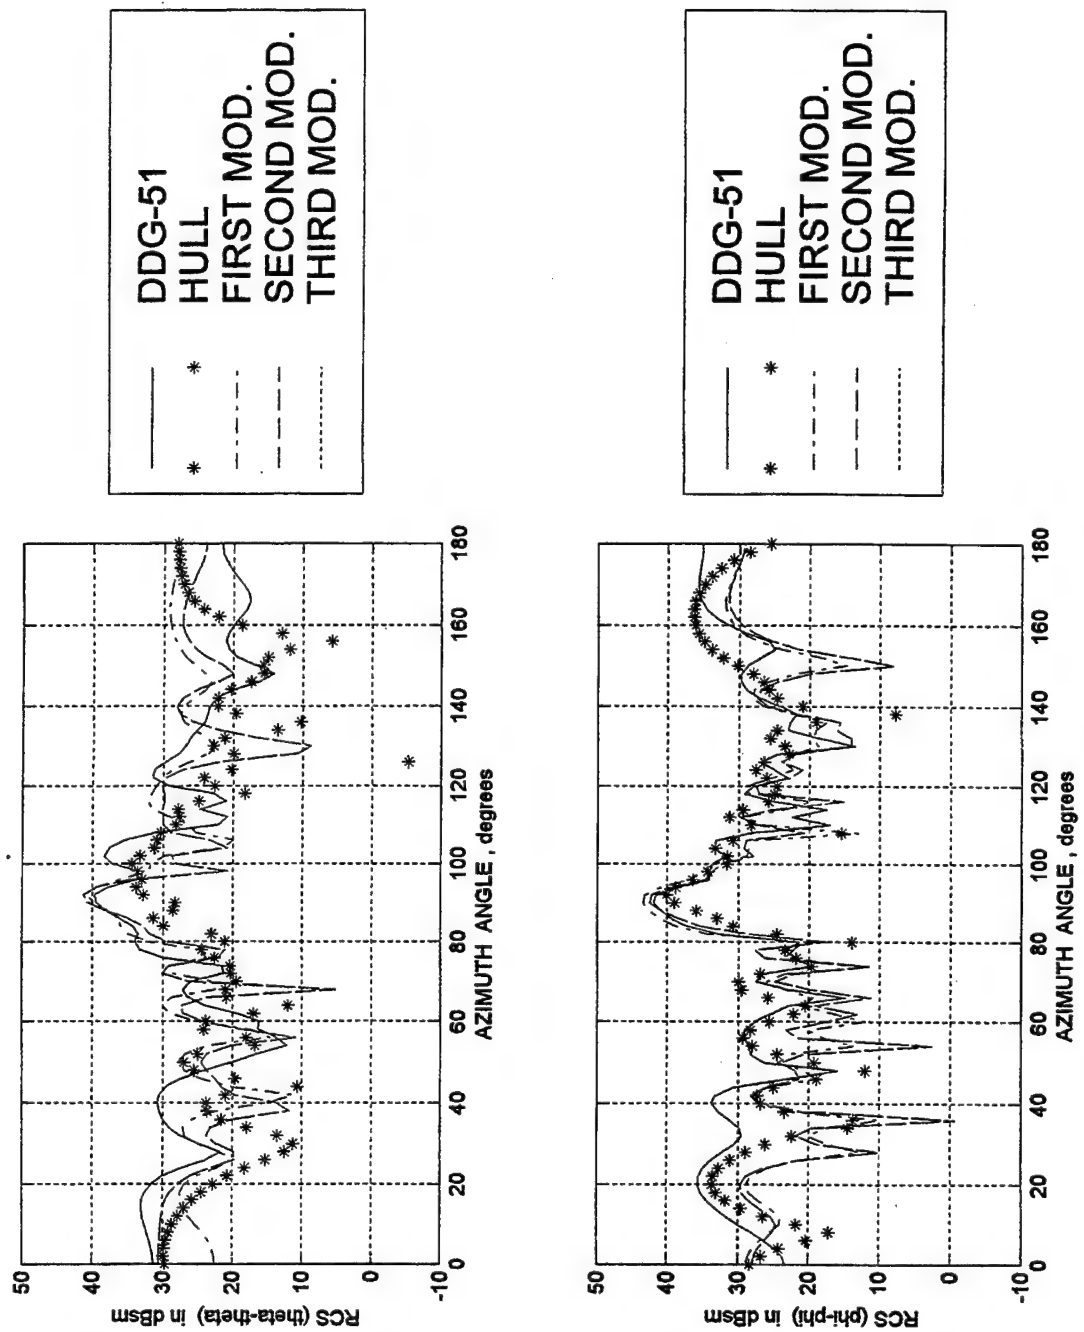 DDG-51
HULL
FIRST MOD.
SECOND MOD.
THIRD MOD.
50
40
30
20
10
0
-10
RCS (theta-theta) in dBsm
0
20
40
60
80
100
120
140
160
180
AZIMUTH ANGLE , degrees
DDG-51
HULL
FIRST MOD.
SECOND MOD.
THIRD MOD.
50
40
30
20
10
0
-10
RCS (phi-phi) in dBsm
0
20
40
60
80
100
120
140
160
180
AZIMUTH ANGLE , degrees